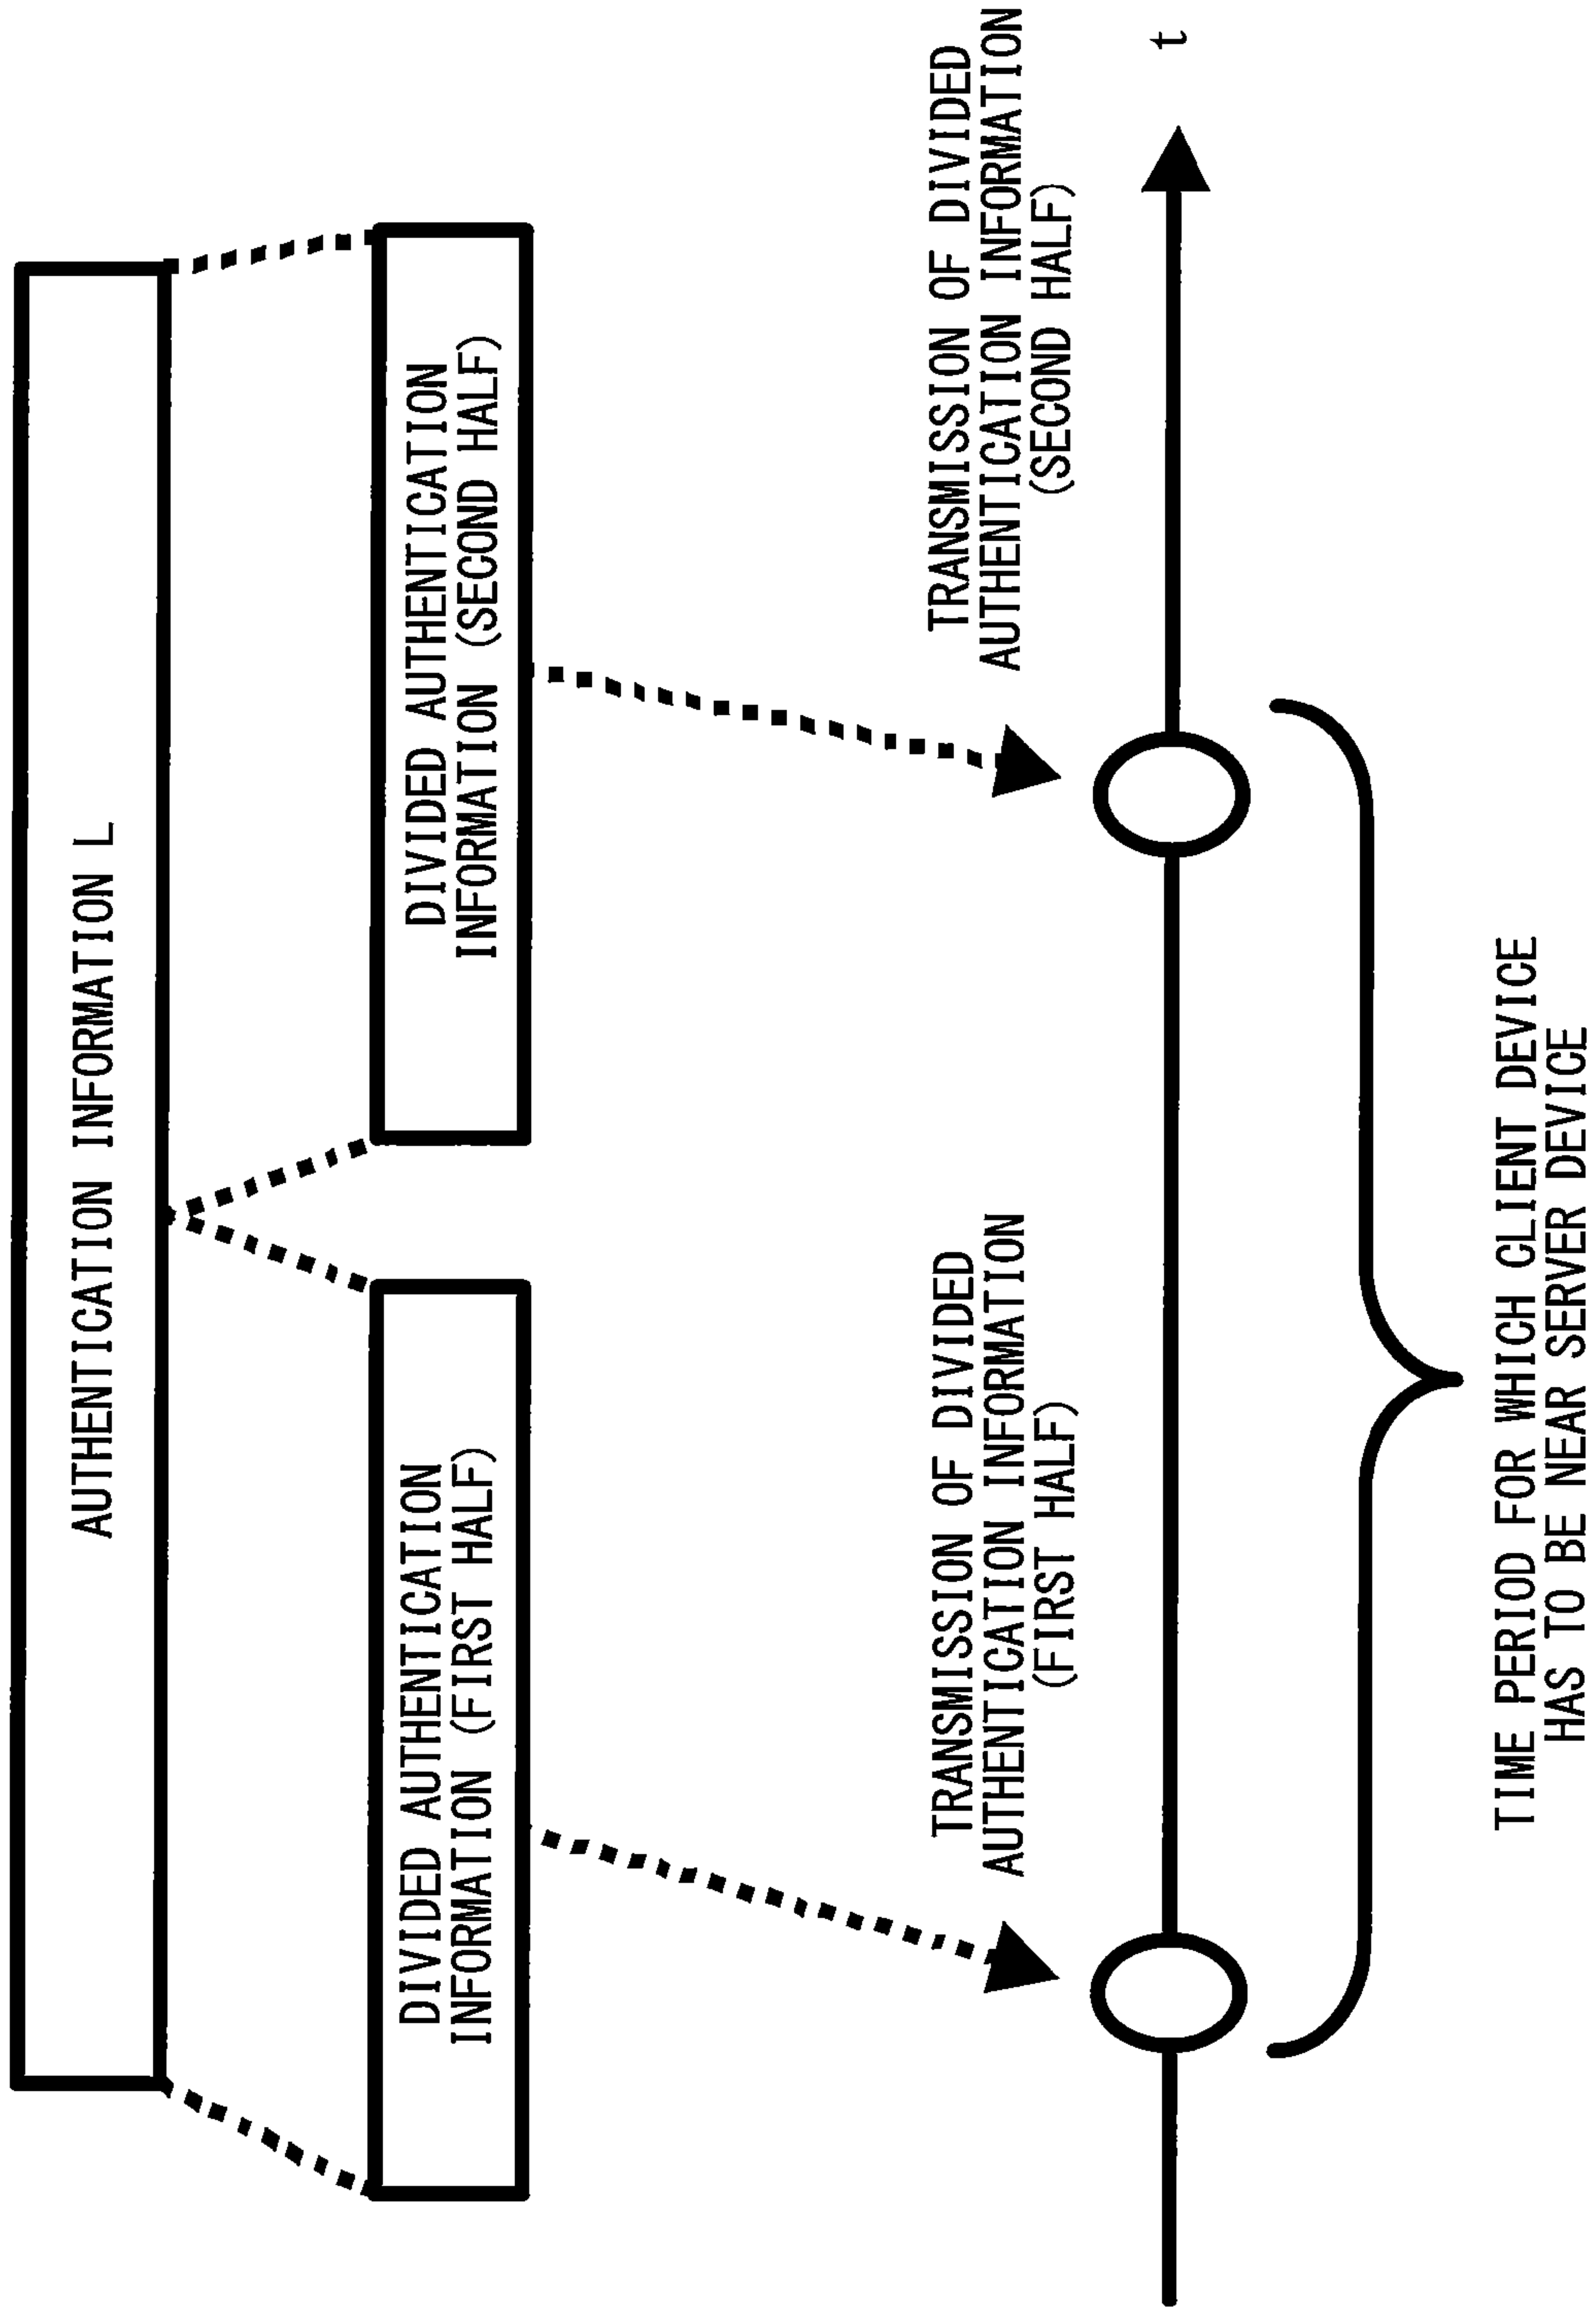 AUTHENTICATION INFORMATION L
DIVIDED AUTHENTICATION
INFORMATION (FIRST HALF)
DIVIDED AUTHENTICATION
INFORMATION (SECOND HALF)
TRANSMISSION OF DIVIDED
AUTHENTICATION INFORMATION
(FIRST HALF)
TRANSMISSION OF DIVIDED
AUTHENTICATION INFORMATION
(SECOND HALF)
t
TIME PERIOD FOR WHICH CLIENT DEVICE
HAS TO BE NEAR SERVER DEVICE